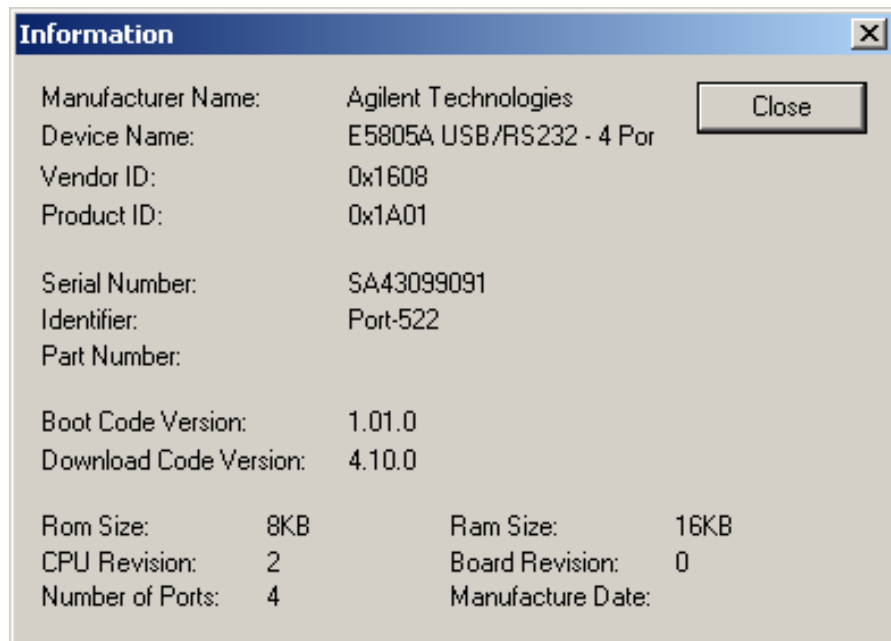 Information
Manufacturer Name: Agilent Technologies Close
Device Name: E5805A USB/RS232 - 4 Por
Vendor ID: 0x1608
Product ID: 0x1A01
Serial Number: SA43099091
Identifier: Port-522
Part Number:
Boot Code Version: 1.01.0
Download Code Version: 4.10.0
Rom Size: 8KB Ram Size: 16KB
CPU Revision: 2 Board Revision: 0
Number of Ports: 4 Manufacture Date: